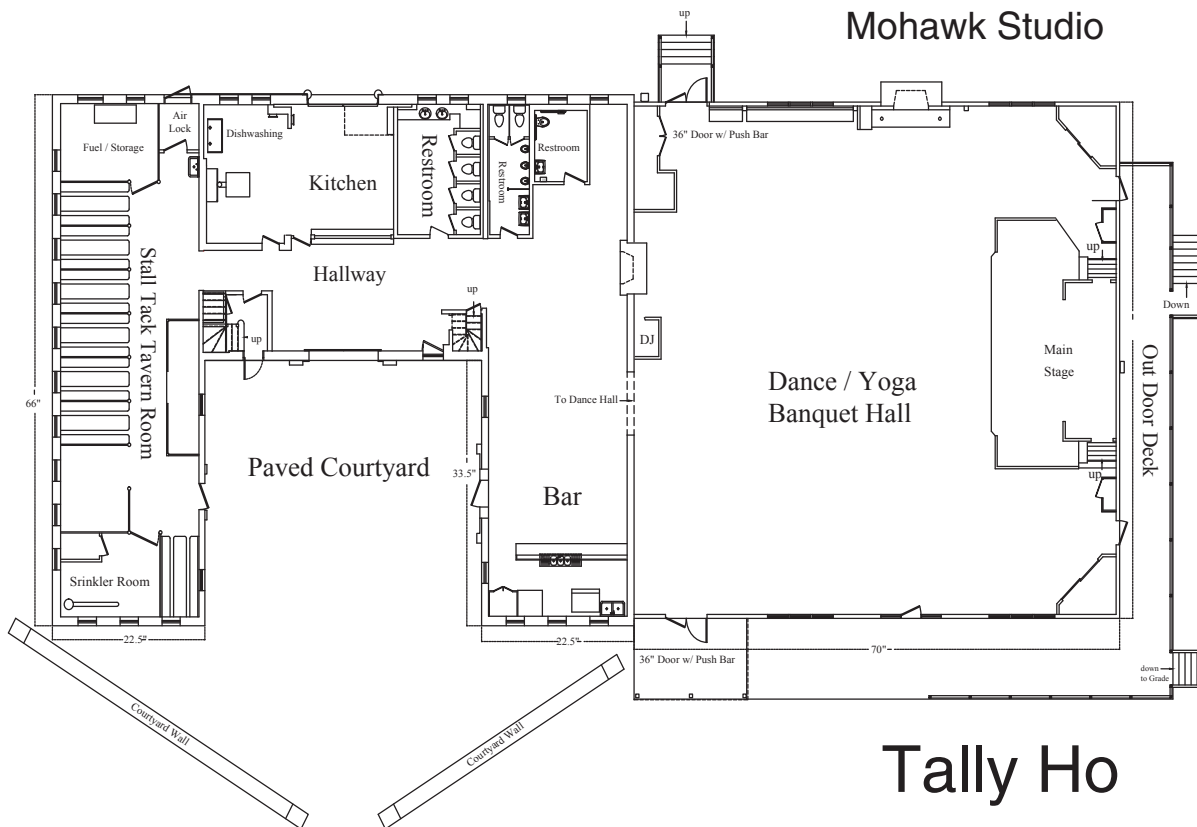 up
Mohawk Studio
Air
Lock
Fuel / Storage
Dishwashing
Kitchen
Restroom
Restroom
Restroom
36" Door w/ Push Bar
Stall Tack Tavern Room
Hallway
up
up
up
Down
DJ
Main
Stage
Out Door Deck
66"
To Dance Hall
Dance / Yoga
Banquet Hall
Paved Courtyard
33.5"
up
Bar
Srinkler Room
22.5"
22.5"
36" Door w/ Push Bar
70"
down
to Grade
Courtyard Wall
Courtyard Wall
Tally Ho